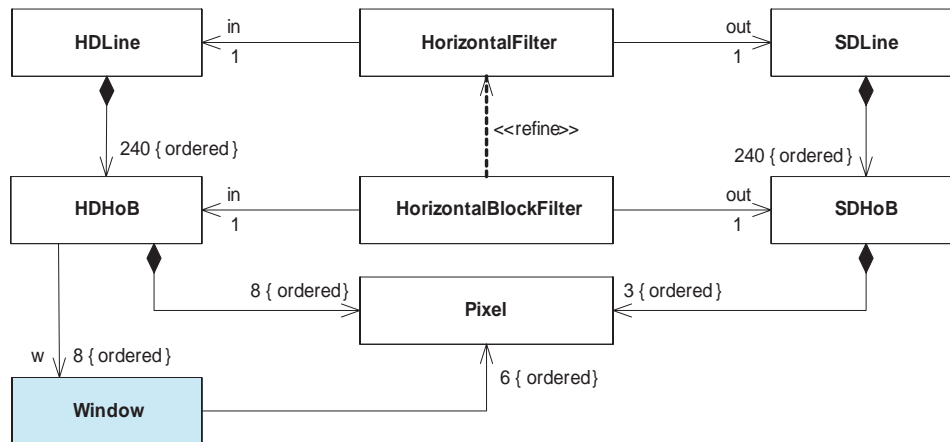 in
out
HDLine
HorizontalFilter
SDLine
1
1
<<refine>>
240 { ordered}
240 { ordered}
in
out
HDHoB
HorizontalBlockFilter
SDHoB
1
1
8 { ordered}
3 { ordered}
Pixel
w
8 { ordered}
6 { ordered}
Window